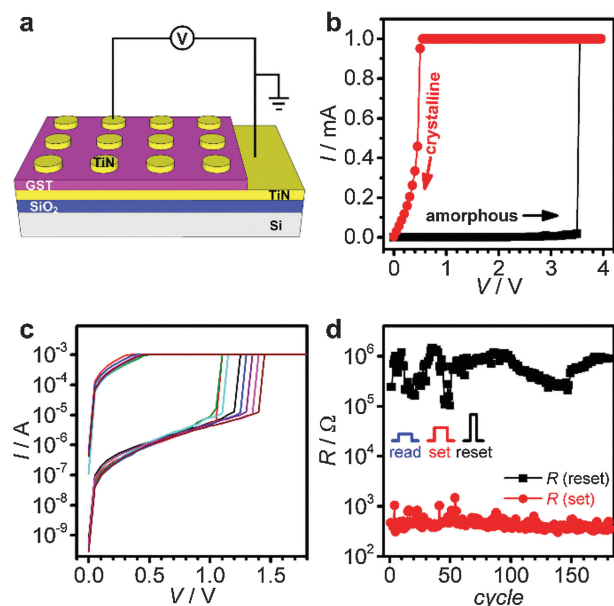 a
V
TiN
GST
TiN
SiO₂
Si
b
I / mA
1.0
0.8
0.6
0.4
0.2
0.0
crystalline
amorphous
0 1 2 3 4
V / V
c
I / A
10⁻³
10⁻⁴
10⁻⁵
10⁻⁶
10⁻⁷
10⁻⁸
10⁻⁹
0.0 0.5 1.0 1.5
V / V
d
R / Ω
10⁶
10⁵
10⁴
10³
10²
read set reset
R (reset)
R (set)
0 50 100 150
cycle